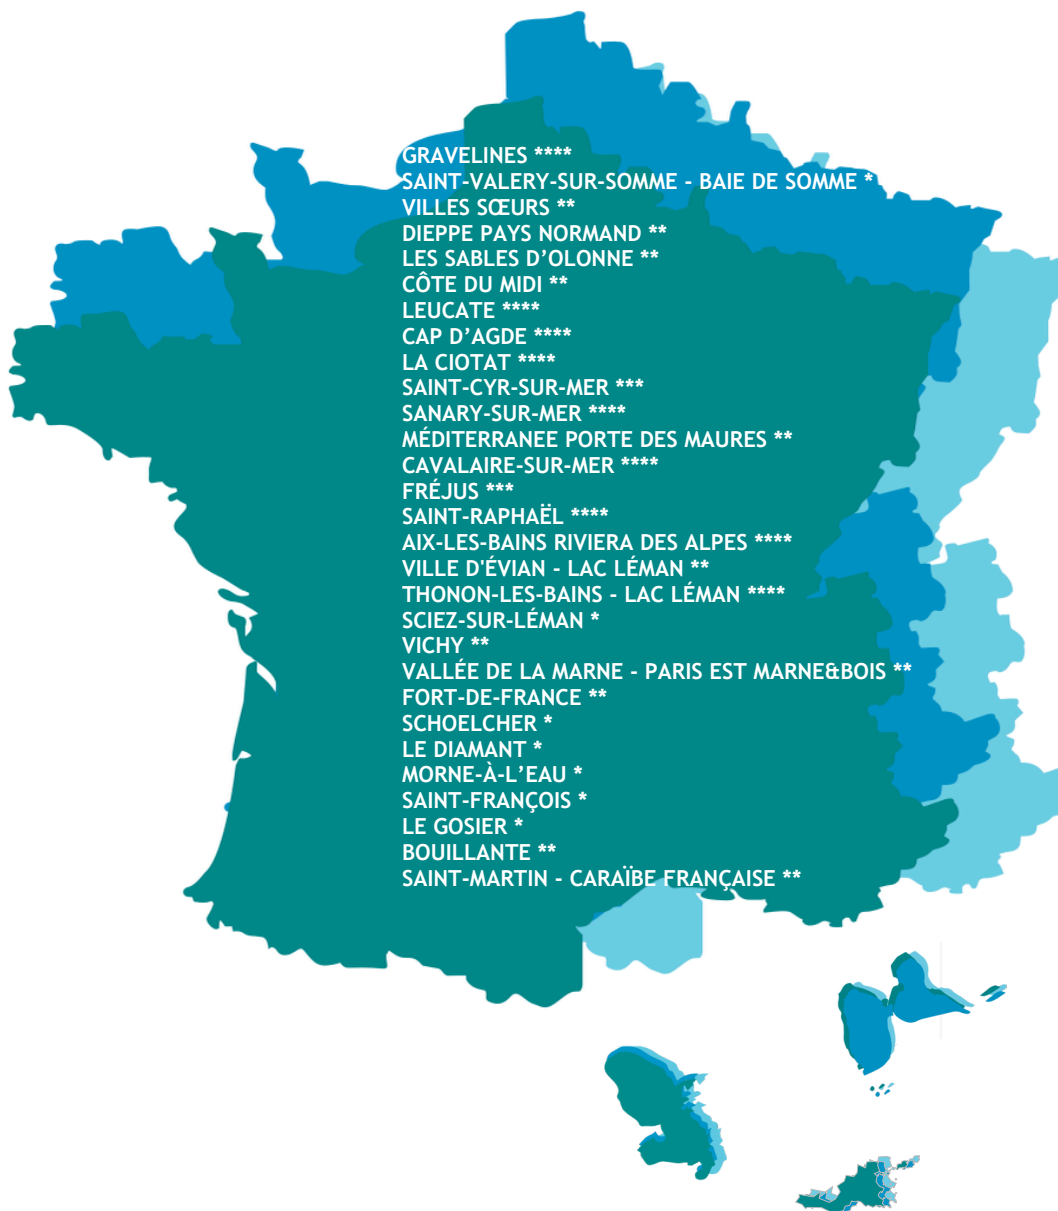 GRAVELINES ****
SAINT-VALERY-SUR-SOMME - BAIE DE SOMME *
VILLES SŒURS **
DIEPPE PAYS NORMAND **
LES SABLES D’OLONNE **
CÔTE DU MIDI **
LEUCATE ****
CAP D’AGDE ****
LA CIOTAT ****
SAINT-CYR-SUR-MER ***
SANARY-SUR-MER ****
MÉDITERRANEE PORTE DES MAURES **
CAVALAIRE-SUR-MER ****
FRÉJUS ***
SAINT-RAPHAËL ****
AIX-LES-BAINS RIVIERA DES ALPES ****
VILLE D'ÉVIAN - LAC LÉMAN **
THONON-LES-BAINS - LAC LÉMAN ****
SCIEZ-SUR-LÉMAN *
VICHY **
VALLÉE DE LA MARNE - PARIS EST MARNE&BOIS **
FORT-DE-FRANCE **
SCHOELCHER *
LE DIAMANT *
MORNE-À-L’EAU *
SAINT-FRANÇOIS *
LE GOSIER *
BOUILLANTE **
SAINT-MARTIN - CARAÏBE FRANÇAISE **